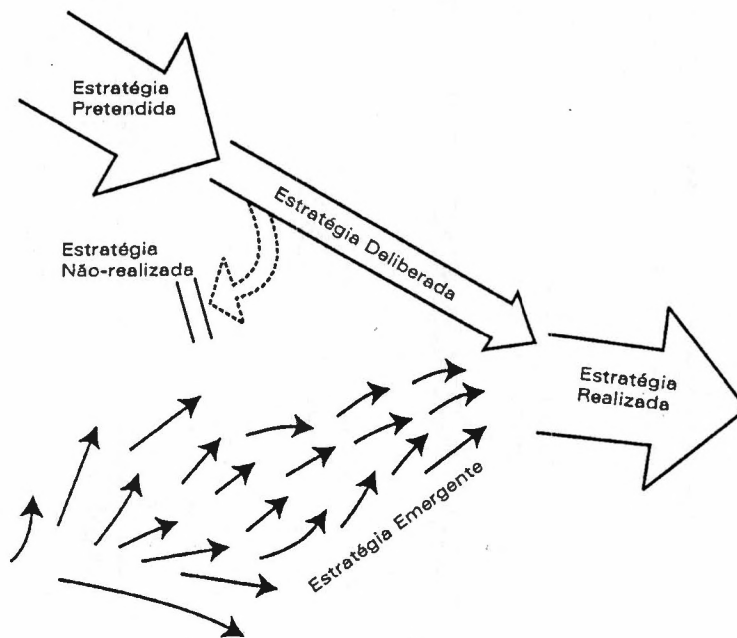 Estratégia
Pretendida
Estratégia Deliberada
Estratégia
Não-realizada
Estratégia
Realizada
Estratégia Emergente